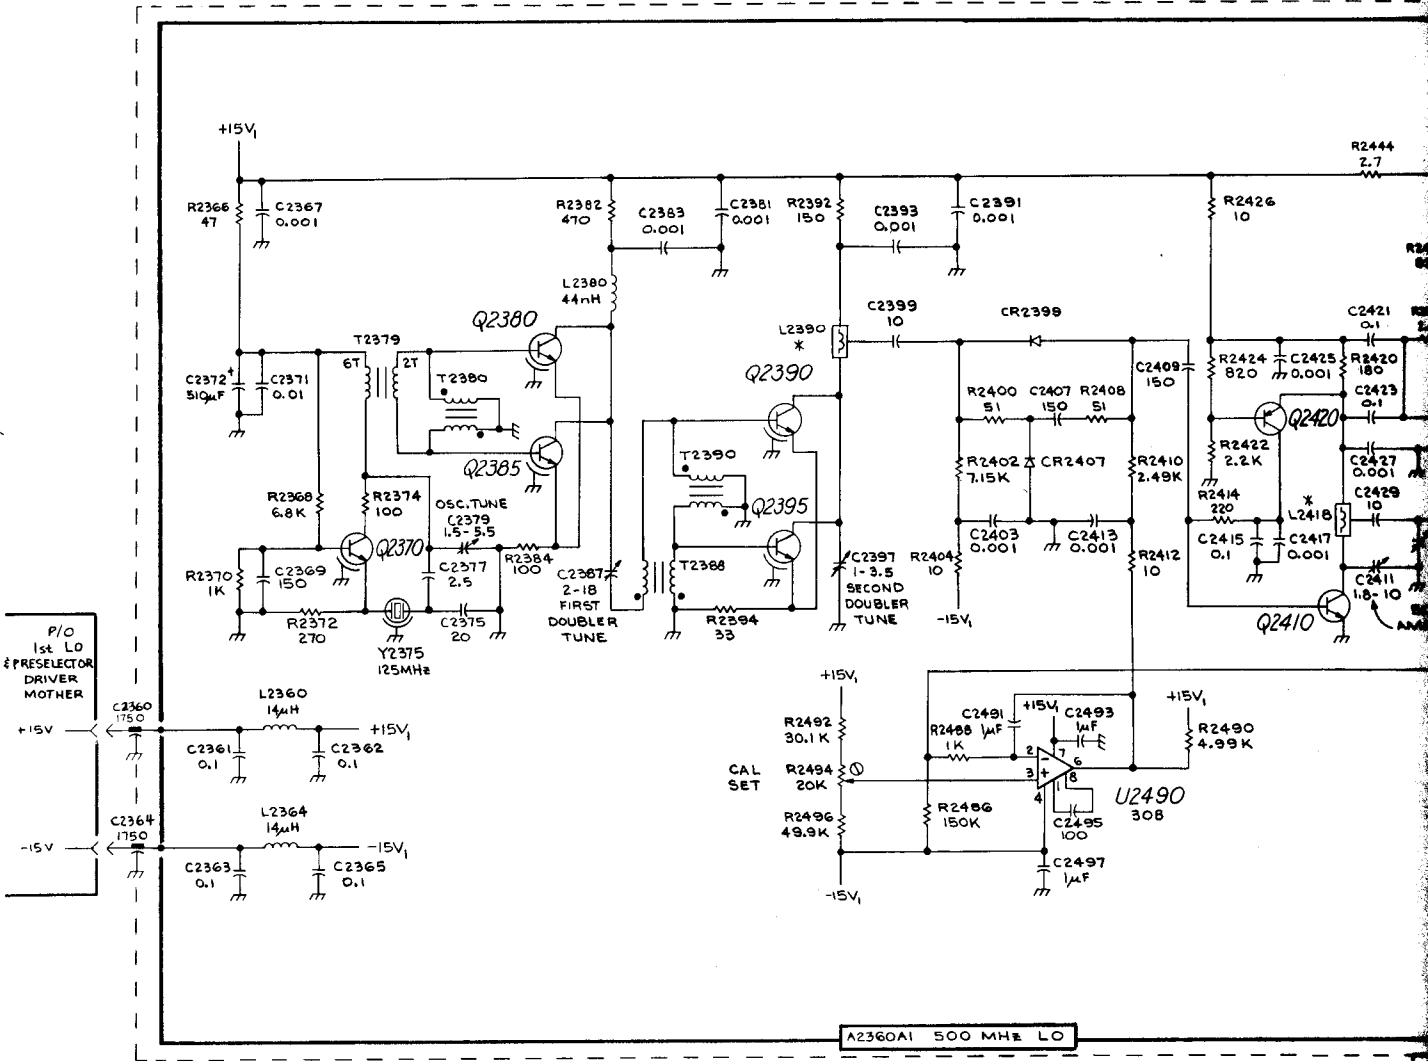 +15V1
R2444
2.7
R2366
47
C2367
0.001
R2382
470
C2383
0.001
C2381
0.001
R2392
150
C2393
0.001
C2391
0.001
R2426
10
L2380
44nH
Q2380
T2379
6T
2T
C2372
+
510µF
C2371
0.01
T2380
Q2385
L2390
*
C2399
10
CR2399
Q2390
C2409
150
R2424
820
C2425
0.001
C2421
0.1
R2420
180
C2423
0.1
Q2420
R2400
51
C2407
150
R2408
51
R2402
7.15K
CR2407
R2410
2.49K
R2422
2.2K
C2427
0.001
T2390
Q2395
R2368
6.8K
R2374
100
OSC. TUNE
C2379
1.5-5.5
Q2370
R2414
220
*
L2418
C2429
10
C2415
0.1
C2417
0.001
R2370
1K
C2369
150
C2377
2.5
R2384
100
C2387
2-18
FIRST
DOUBLER
TUNE
T2388
C2397
1-3.5
SECOND
DOUBLER
TUNE
R2404
10
C2403
0.001
C2413
0.001
R2412
10
C2411
1.8-10
R2372
270
C2375
20
Y2375
125MHz
R2394
33
-15V1
Q2410
P/O
1st LO
& PRESELECTOR
DRIVER
MOTHER
+15V
C2360
1750
L2360
14µH
+15V1
C2361
0.1
C2362
0.1
-15V
C2364
1750
L2364
14µH
-15V1
C2363
0.1
C2365
0.1
+15V1
R2492
30.1K
CAL
SET
R2494
20K
R2496
49.9K
-15V1
R2488
1K
C2491
1µF
+15V1
C2493
1µF
2
-
3
+
7
6
8
1
4
U2490
308
R2486
150K
C2495
100
C2497
1µF
+15V1
R2490
4.99K
A2360A1 500 MHz LO